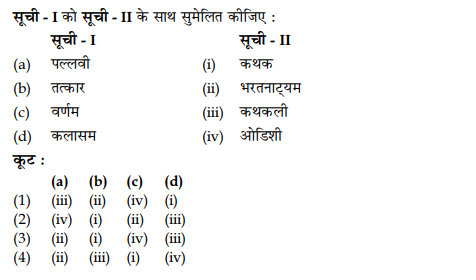 सूची - I को सूची - II के साथ सुमेलित कीजिए :
सूची - I सूची - II
(a) पल्लवी (i) कथक
(b) तत्कार (ii) भरतनाट्यम
(c) वर्णम (iii) कथकली
(d) कलासम (iv) ओडिशी
कूट :
(a) (b) (c) (d)
(1) (iii) (ii) (iv) (i)
(2) (iv) (i) (ii) (iii)
(3) (ii) (i) (iv) (iii)
(4) (ii) (iii) (i) (iv)